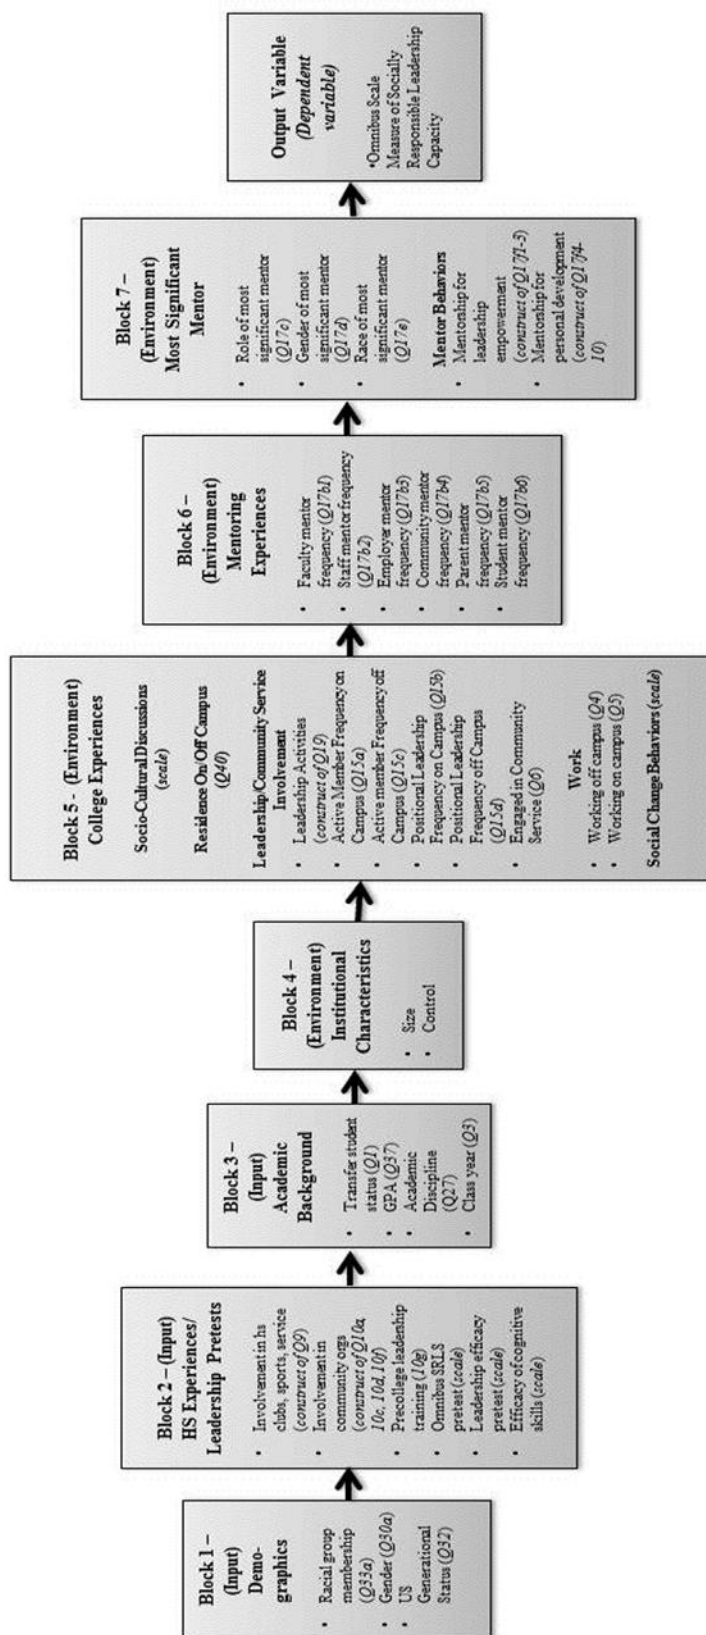 Block 1 –
(Input)
Demo-
graphics
• Racial group
membership
(Q33a)
• Gender (Q30a)
• US
Generational
Status (Q32)
Block 2 – (Input)
HS Experiences/
Leadership Pretests
• Involvement in hs
clubs, sports, service
(construct of Q9)
• Involvement in
community orgs
(construct of Q10a,
10c, 10d, 10f)
• Precollege leadership
training (10g)
• Omnibus SRLS
pretest (scale)
• Leadership efficacy
pretest (scale)
• Efficacy of cognitive
skills (scale)
Block 3 –
(Input)
Academic
Background
• Transfer student
status (Q1)
• GPA (Q37)
• Academic
Discipline
(Q27)
• Class year (Q3)
Block 4 –
(Environment)
Institutional
Characteristics
• Size
• Control
Block 5 - (Environment)
College Experiences
Socio-Cultural Discussions
(scale)
Residence On/Off Campus
(Q40)
Leadership/Community Service
Involvement
• Leadership Activities
(construct of Q19)
• Active Member Frequency on
Campus (Q15a)
• Active member Frequency off
Campus (Q15c)
• Positional Leadership
Frequency on Campus (Q15b)
• Positional Leadership
Frequency off Campus
(Q15d)
• Engaged in Community
Service (Q6)
Work
• Working off campus (Q4)
• Working on campus (Q5)
Social Change Behaviors (scale)
Block 6 –
(Environment)
Mentoring
Experiences
• Faculty mentor
frequency (Q17b1)
• Staff mentor frequency
(Q17b2)
• Employer mentor
frequency (Q17b3)
• Community mentor
frequency (Q17b4)
• Parent mentor
frequency (Q17b5)
• Student mentor
frequency (Q17b6)
Block 7 –
(Environment)
Most Significant
Mentor
• Role of most
significant mentor
(Q17c)
• Gender of most
significant mentor
(Q17d)
• Race of most
significant mentor
(Q17e)
Mentor Behaviors
• Mentorship for
leadership
empowerment
(construct of Q17f1-3)
• Mentorship for
personal development
(construct of Q17f4-
10)
Output Variable
(Dependent
variable)
•Omnibus Scale
Measure of Socially
Responsible Leadership
Capacity